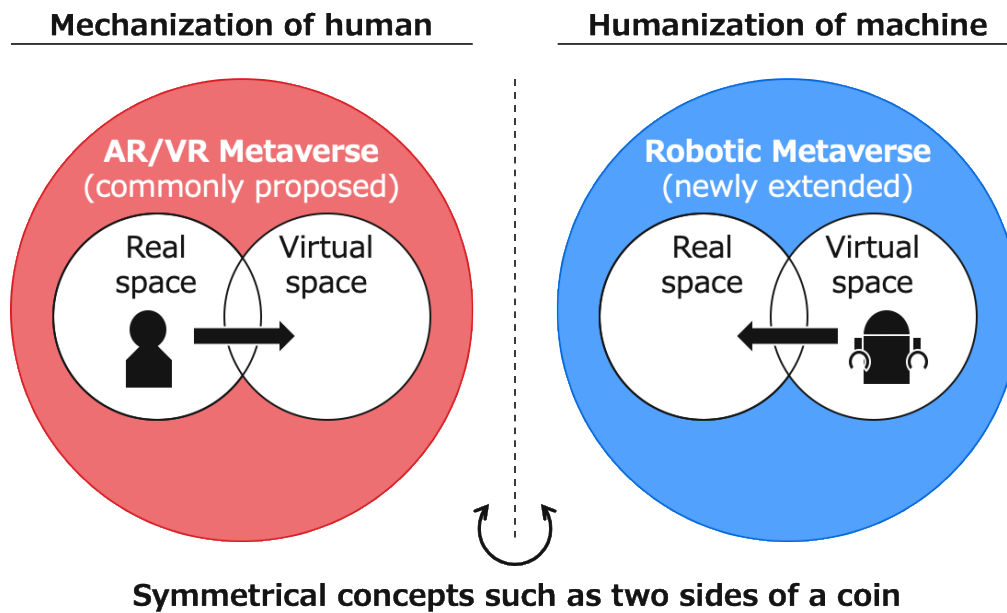 Mechanization of human
Humanization of machine
AR/VR Metaverse
(commonly proposed)
Real
space
Virtual
space
Robotic Metaverse
(newly extended)
Real
space
Virtual
space
Symmetrical concepts such as two sides of a coin